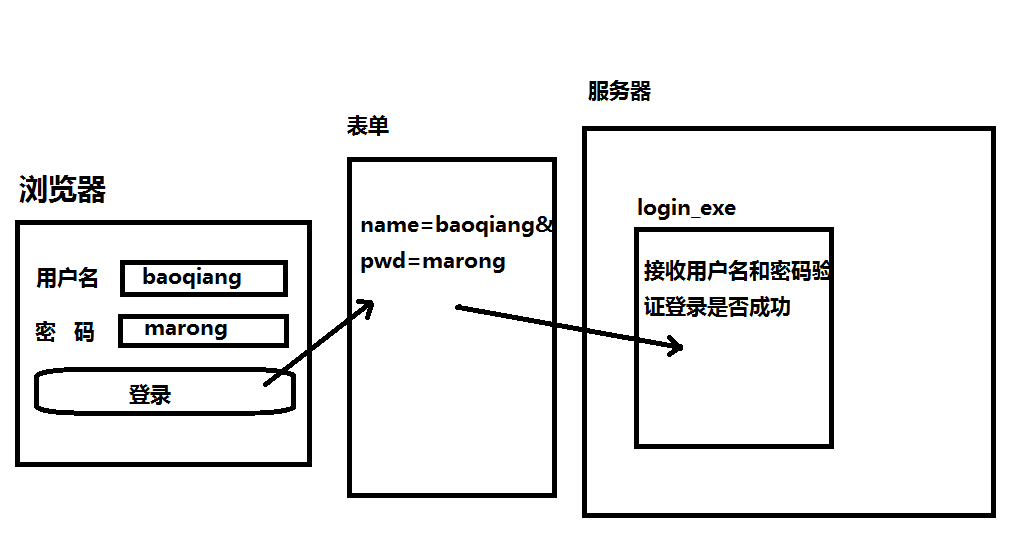 浏览器
用户名 baoqiang
密 码 marong
登录
表单
name=baoqiang&
pwd=marong
服务器
login_exe
接收用户名和密码验
证登录是否成功